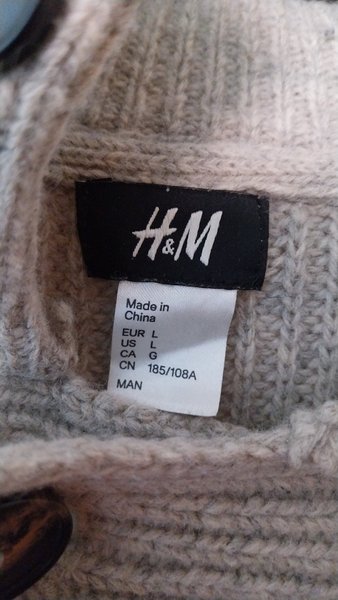 H&M
Made in
China
EUR L
US L
CA G
CN 185/108A
MAN